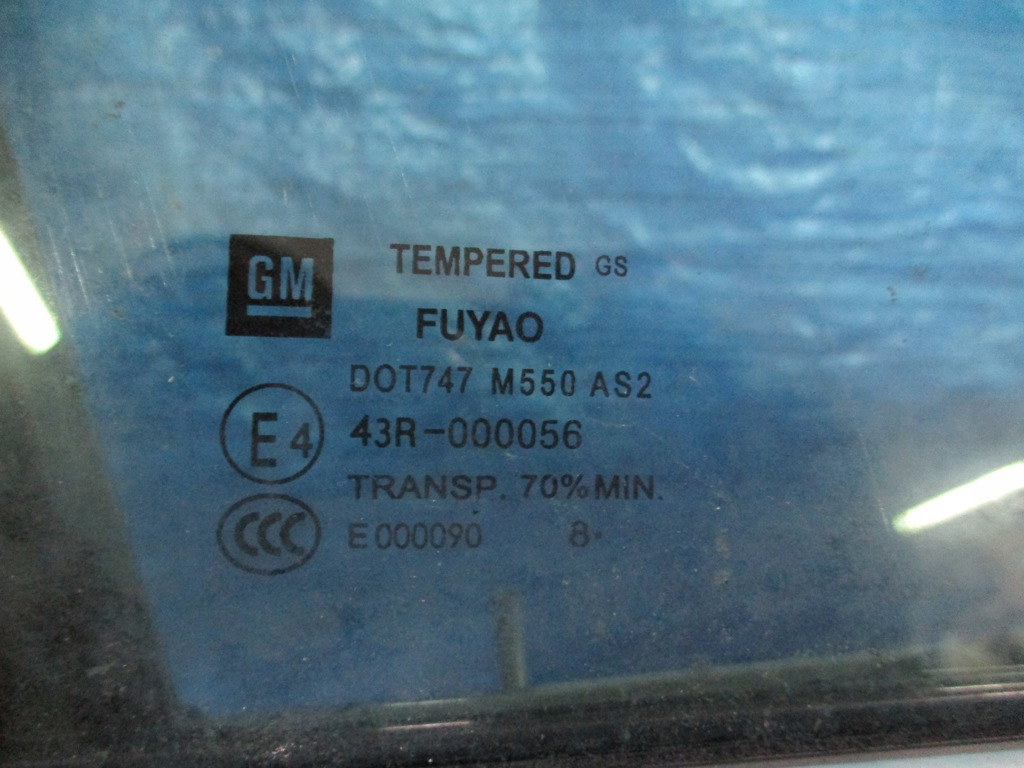 GM
TEMPERED GS
FUYAO
DOT747 M550 AS2
E4 43R-000056
TRANSP. 70% MIN.
CCC E000090 8.